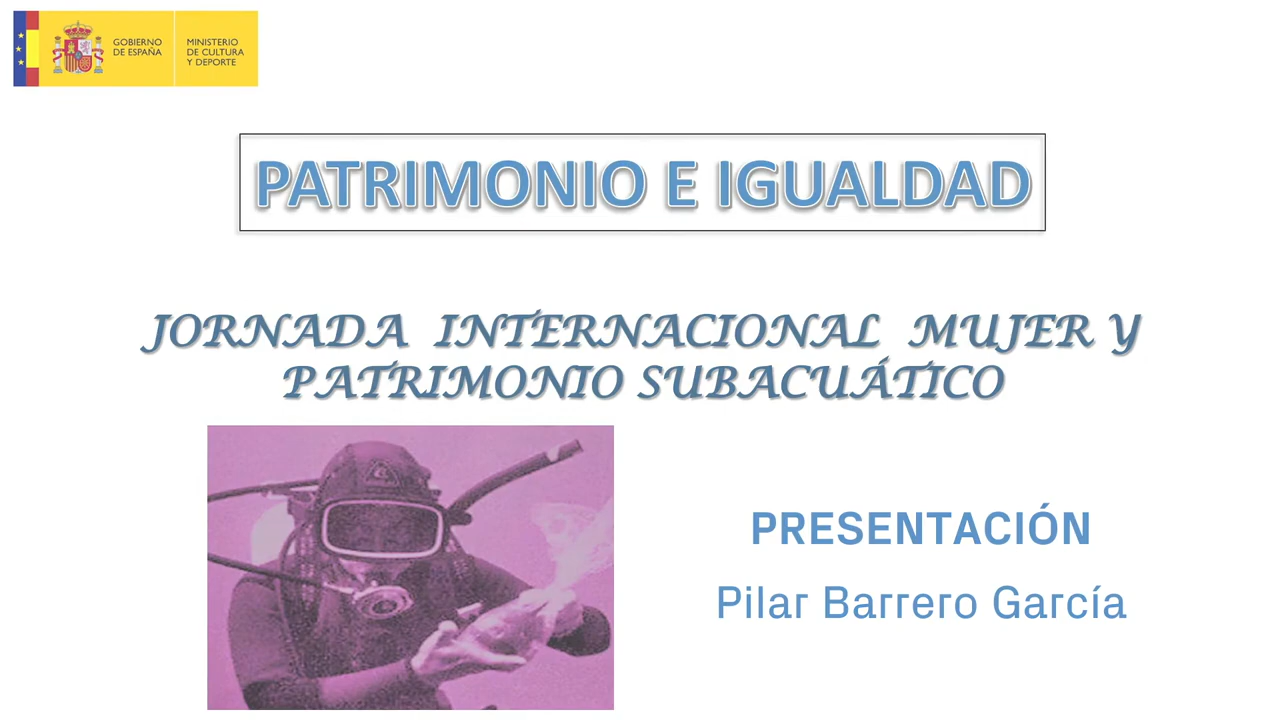 GOBIERNO
DE ESPAÑA
MINISTERIO
DE CULTURA
Y DEPORTE
PATRIMONIO E IGUALDAD
JORNADA INTERNACIONAL MUJER Y
PATRIMONIO SUBACUÁTICO
PRESENTACIÓN
Pilar Barrero García